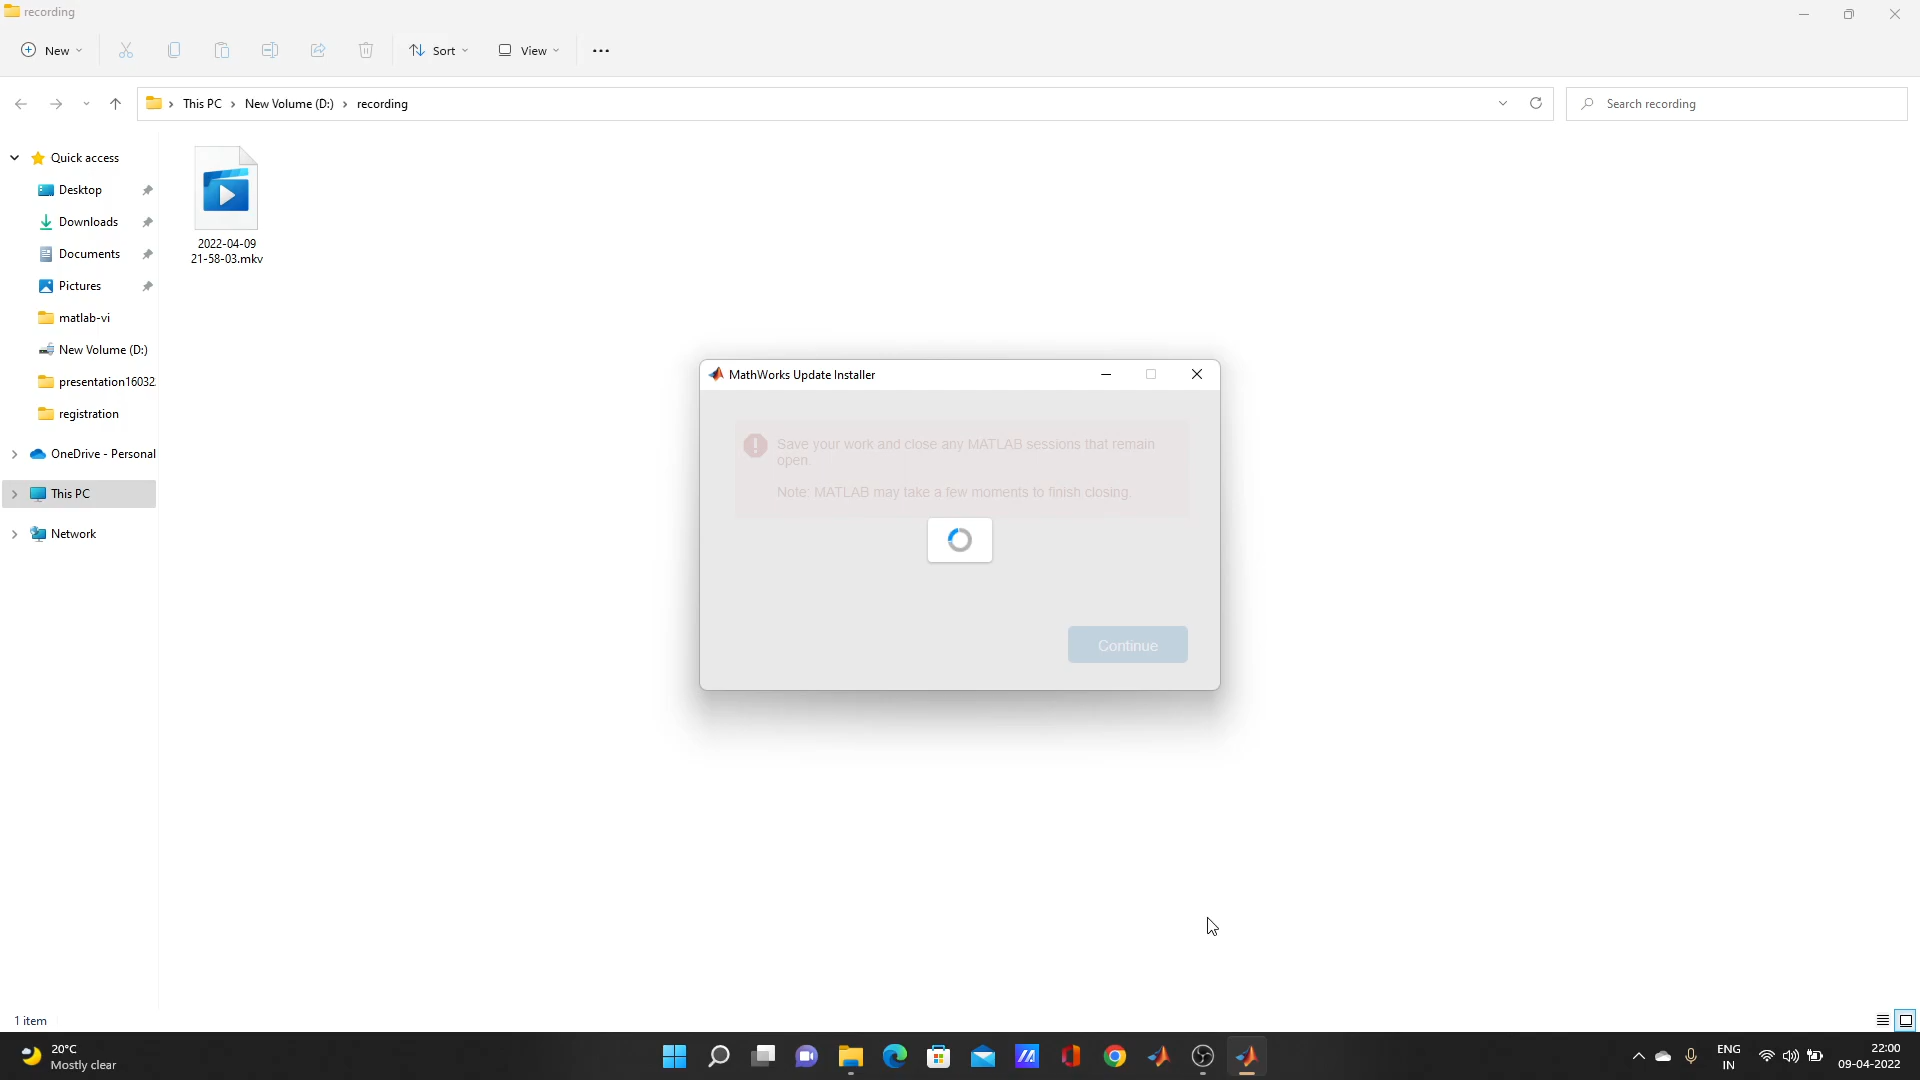 recording
New
Sort
View
This PC
New Volume (D:)
recording
Search recording
Quick access
Desktop
Downloads
Documents
Pictures
matlab-vi
New Volume (D:)
presentation16032
registration
OneDrive - Personal
This PC
Network
2022-04-09
21-58-03.mkv
MathWorks Update Installer
Save your work and close any MATLAB sessions that remain
open.
Note: MATLAB may take a few moments to finish closing.
Continue
1 item
20°C
Mostly clear
ENG
IN
22:00
09-04-2022